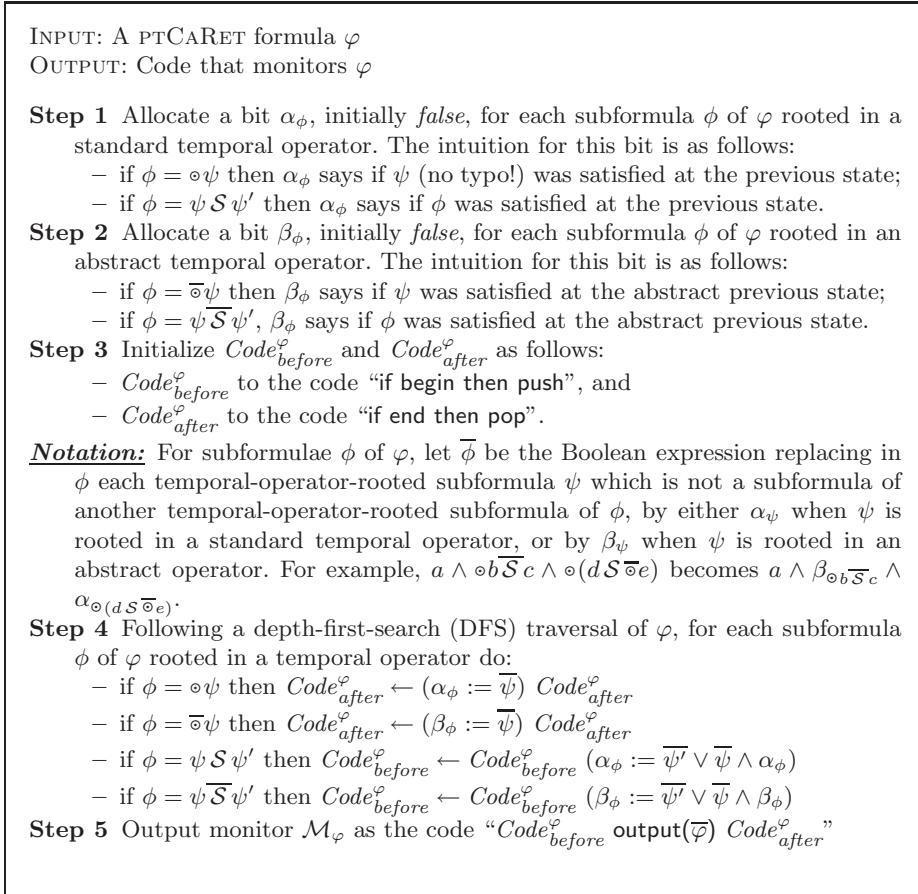 INPUT: A PTCARET formula φ
OUTPUT: Code that monitors φ
Step 1 Allocate a bit α_ϕ, initially false, for each subformula ϕ of φ rooted in a
standard temporal operator. The intuition for this bit is as follows:
– if ϕ = ⊙ψ then α_ϕ says if ψ (no typo!) was satisfied at the previous state;
– if ϕ = ψ 𝒮 ψ′ then α_ϕ says if ϕ was satisfied at the previous state.
Step 2 Allocate a bit β_ϕ, initially false, for each subformula ϕ of φ rooted in an
abstract temporal operator. The intuition for this bit is as follows:
– if ϕ = ⊙̅ψ then β_ϕ says if ψ was satisfied at the abstract previous state;
– if ϕ = ψ 𝒮̅ ψ′, β_ϕ says if ϕ was satisfied at the abstract previous state.
Step 3 Initialize Code^φ_before and Code^φ_after as follows:
– Code^φ_before to the code “if begin then push”, and
– Code^φ_after to the code “if end then pop”.
Notation: For subformulae ϕ of φ, let ϕ̅ be the Boolean expression replacing in
ϕ each temporal-operator-rooted subformula ψ which is not a subformula of
another temporal-operator-rooted subformula of ϕ, by either α_ψ when ψ is
rooted in a standard temporal operator, or by β_ψ when ψ is rooted in an
abstract operator. For example, a ∧ ⊙b 𝒮̅ c ∧ ⊙(d 𝒮 ⊙̅e) becomes a ∧ β_{⊙b 𝒮̅ c} ∧
α_{⊙(d 𝒮 ⊙̅e)}.
Step 4 Following a depth-first-search (DFS) traversal of φ, for each subformula
ϕ of φ rooted in a temporal operator do:
– if ϕ = ⊙ψ then Code^φ_after ← (α_ϕ := ψ̅) Code^φ_after
– if ϕ = ⊙̅ψ then Code^φ_after ← (β_ϕ := ψ̅) Code^φ_after
– if ϕ = ψ 𝒮 ψ′ then Code^φ_before ← Code^φ_before (α_ϕ := ψ̅′ ∨ ψ̅ ∧ α_ϕ)
– if ϕ = ψ 𝒮̅ ψ′ then Code^φ_before ← Code^φ_before (β_ϕ := ψ̅′ ∨ ψ̅ ∧ β_ϕ)
Step 5 Output monitor ℳ_φ as the code “Code^φ_before output(φ̅) Code^φ_after”